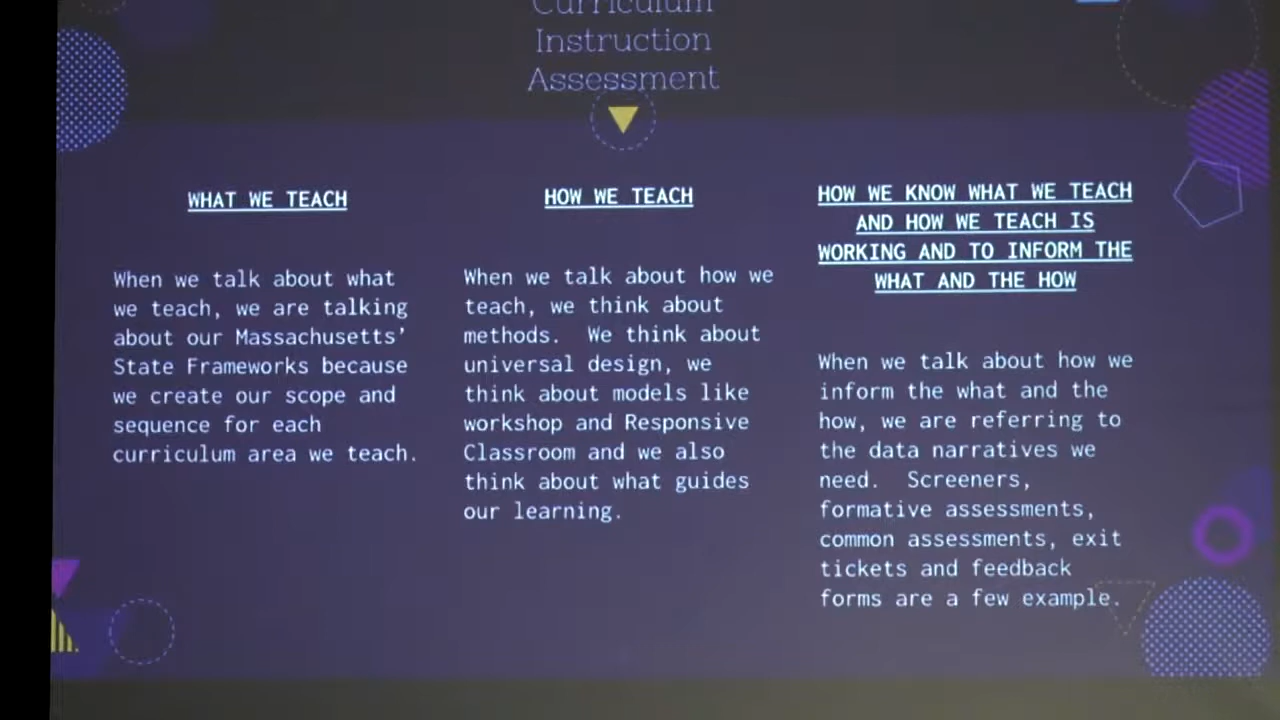 Curriculum
Instruction
Assessment
WHAT WE TEACH
When we talk about what
we teach, we are talking
about our Massachusetts’
State Frameworks because
we create our scope and
sequence for each
curriculum area we teach.
HOW WE TEACH
When we talk about how we
teach, we think about
methods.  We think about
universal design, we
think about models like
workshop and Responsive
Classroom and we also
think about what guides
our learning.
HOW WE KNOW WHAT WE TEACH
AND HOW WE TEACH IS
WORKING AND TO INFORM THE
WHAT AND THE HOW
When we talk about how we
inform the what and the
how, we are referring to
the data narratives we
need.  Screeners,
formative assessments,
common assessments, exit
tickets and feedback
forms are a few example.